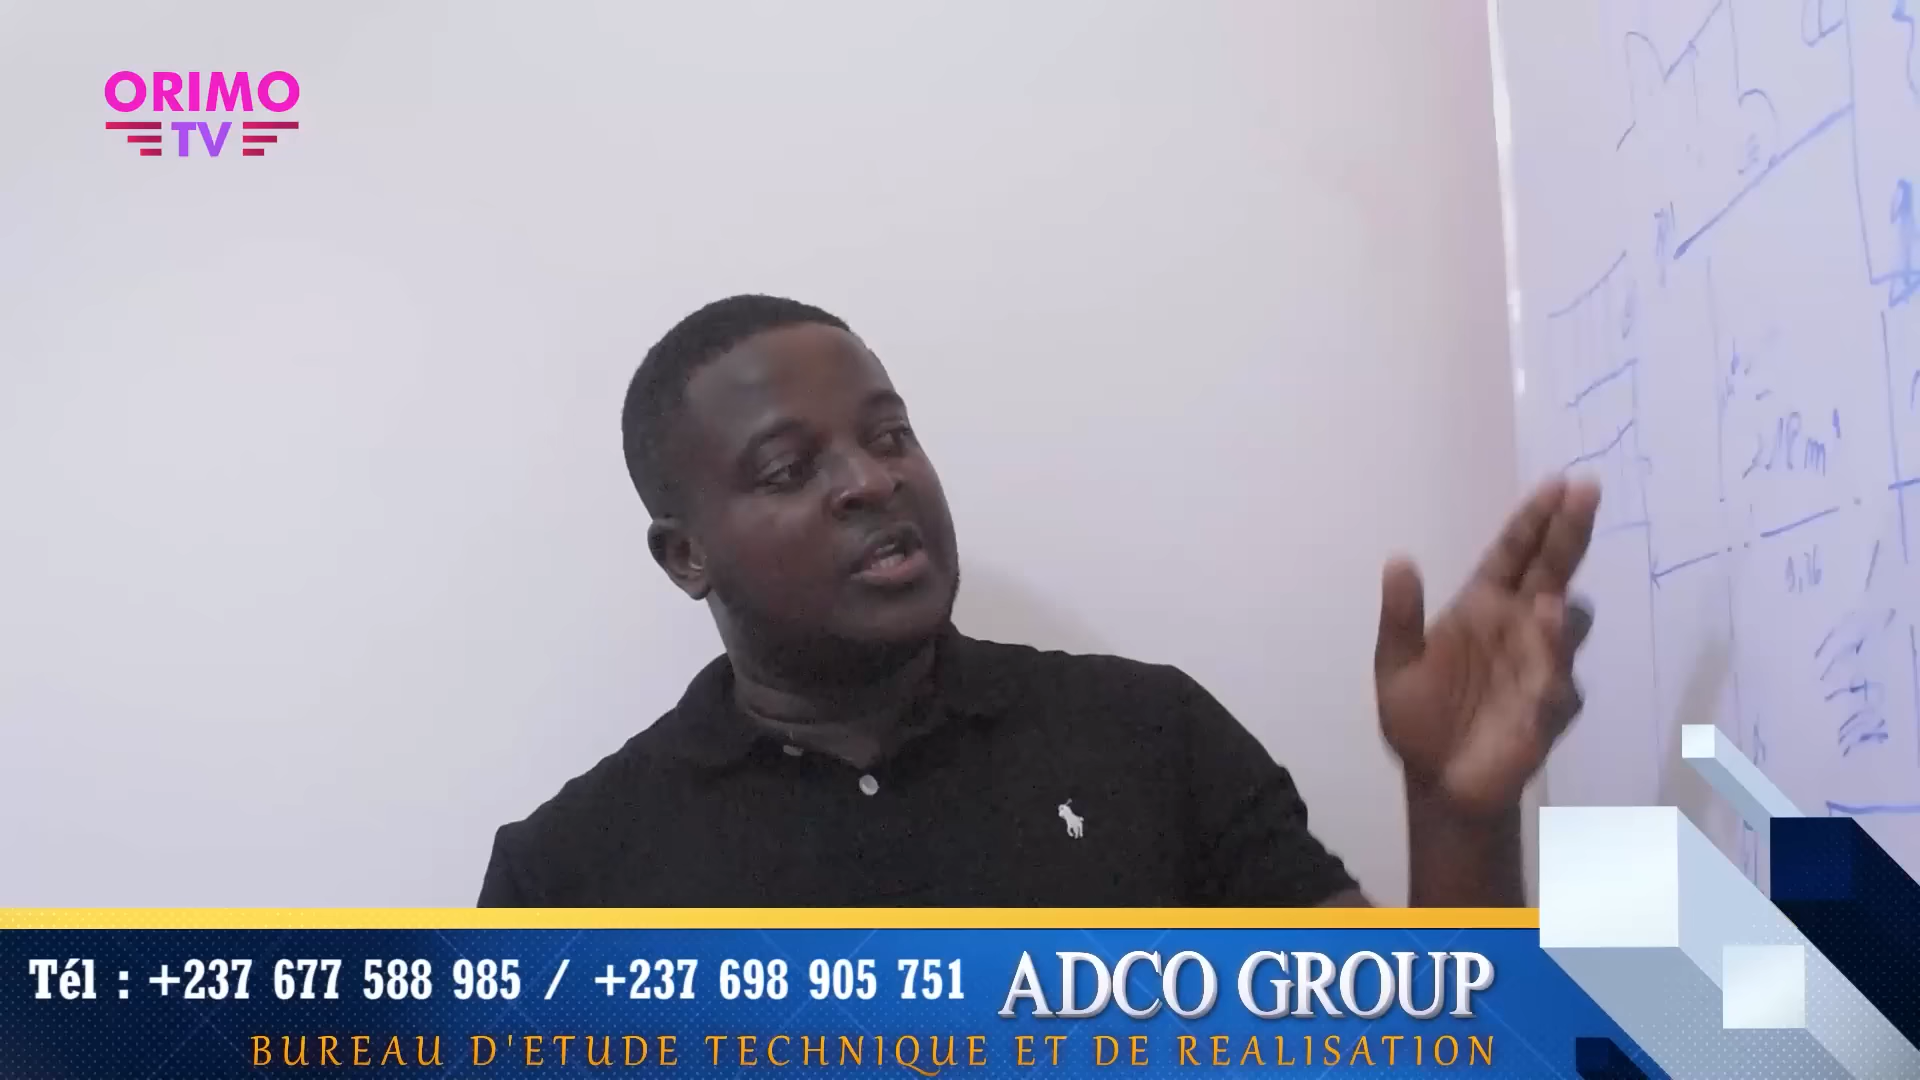 ORIMO
TV
Tél : +237 677 588 985 / +237 698 905 751
ADCO GROUP
BUREAU D'ETUDE TECHNIQUE ET DE REALISATION